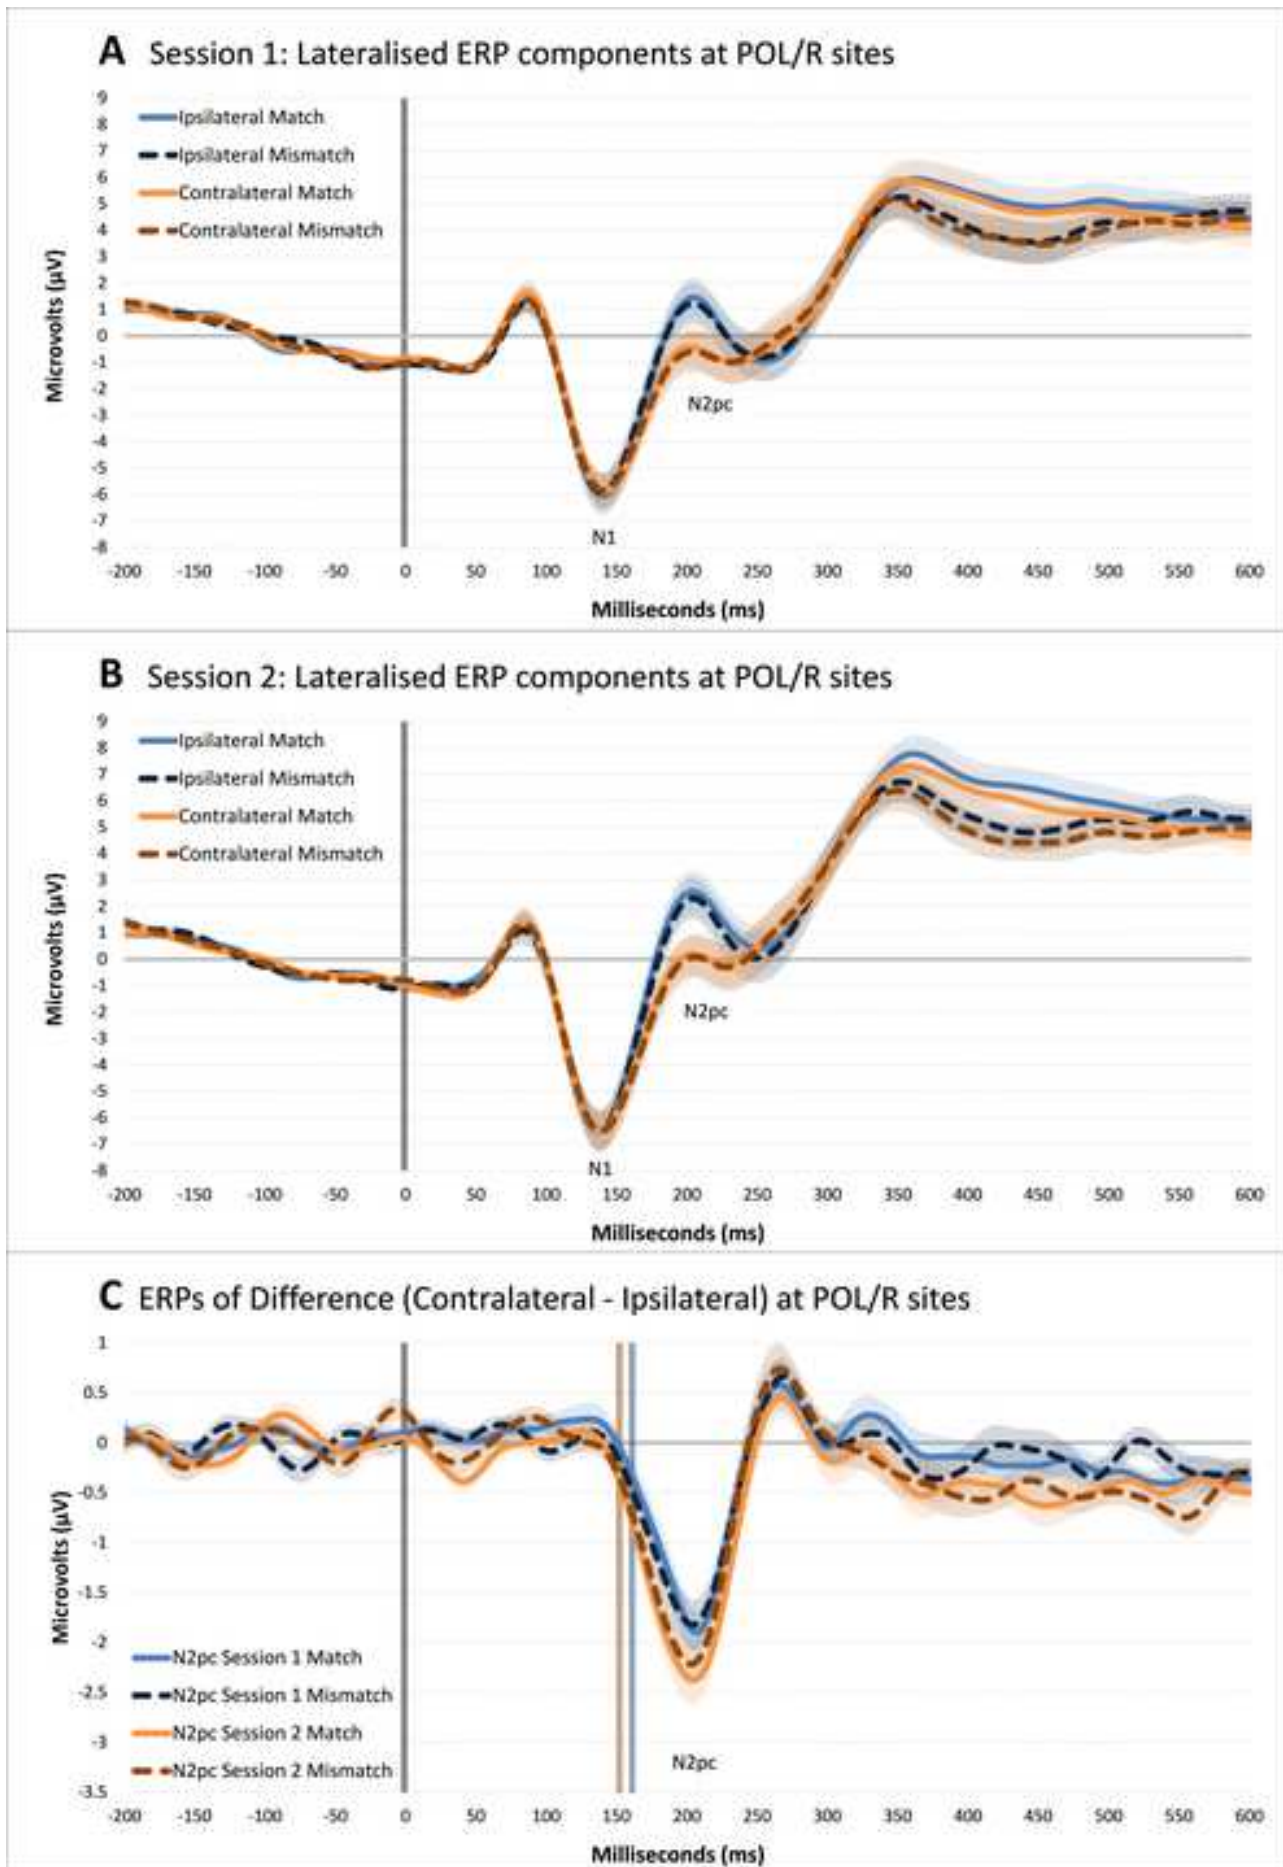 A Session 1: Lateralised ERP components at POL/R sites
9
8
7
6
5
4
3
2
1
0
-1
-2
-3
-4
-5
-6
-7
-8
Microvolts (µV)
Ipsilateral Match
Ipsilateral Mismatch
Contralateral Match
Contralateral Mismatch
N2pc
N1
-200 -150 -100 -50 0 50 100 150 200 250 300 350 400 450 500 550 600
Milliseconds (ms)
B Session 2: Lateralised ERP components at POL/R sites
9
8
7
6
5
4
3
2
1
0
-1
-2
-3
-4
-5
-6
-7
-8
Microvolts (µV)
Ipsilateral Match
Ipsilateral Mismatch
Contralateral Match
Contralateral Mismatch
N2pc
N1
-200 -150 -100 -50 0 50 100 150 200 250 300 350 400 450 500 550 600
Milliseconds (ms)
C ERPs of Difference (Contralateral - Ipsilateral) at POL/R sites
1
0.5
0
-0.5
-1
-1.5
-2
-2.5
-3
-3.5
Microvolts (µV)
N2pc Session 1 Match
N2pc Session 1 Mismatch
N2pc Session 2 Match
N2pc Session 2 Mismatch
N2pc
-200 -150 -100 -50 0 50 100 150 200 250 300 350 400 450 500 550 600
Milliseconds (ms)